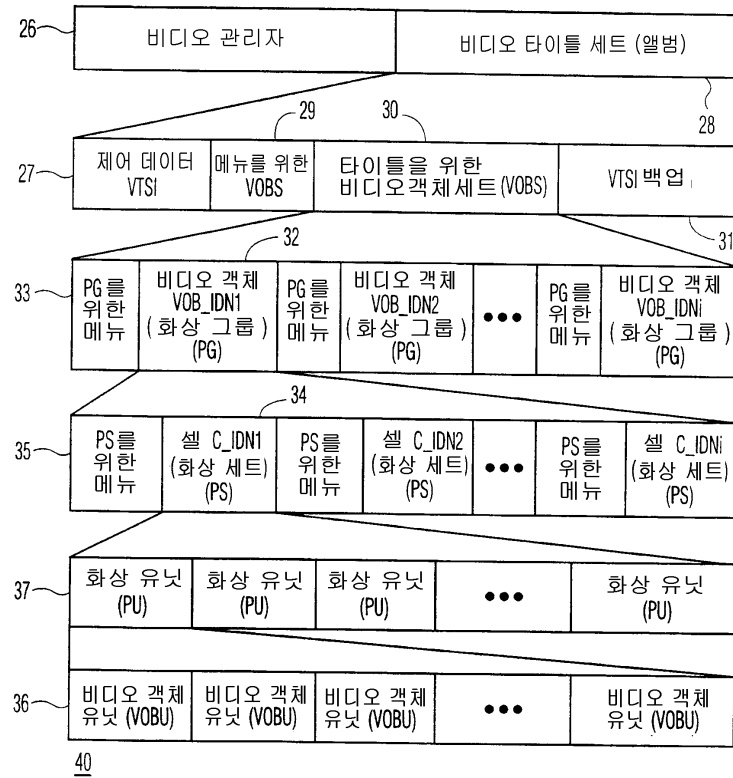 26
비디오 관리자
비디오 타이틀 세트 (앨범)
28
29
30
27
제어 데이터
VTSI
메뉴를 위한
VOBS
타이틀을 위한
비디오객체세트(VOBS)
VTSI 백업
31
32
33
PG를
위한
메뉴
비디오 객체
VOB_IDN1
(화상 그룹)
(PG)
PG를
위한
메뉴
비디오 객체
VOB_IDN2
(화상 그룹)
(PG)
●●●
PG를
위한
메뉴
비디오 객체
VOB_IDNi
(화상 그룹)
(PG)
34
35
PS를
위한
메뉴
셀 C_IDN1
(화상 세트)
(PS)
PS를
위한
메뉴
셀 C_IDN2
(화상 세트)
(PS)
●●●
PS를
위한
메뉴
셀 C_IDNi
(화상 세트)
(PS)
37
화상 유닛
(PU)
화상 유닛
(PU)
화상 유닛
(PU)
●●●
화상 유닛
(PU)
36
비디오 객체
유닛 (VOBU)
비디오 객체
유닛 (VOBU)
비디오 객체
유닛 (VOBU)
●●●
비디오 객체
유닛 (VOBU)
40